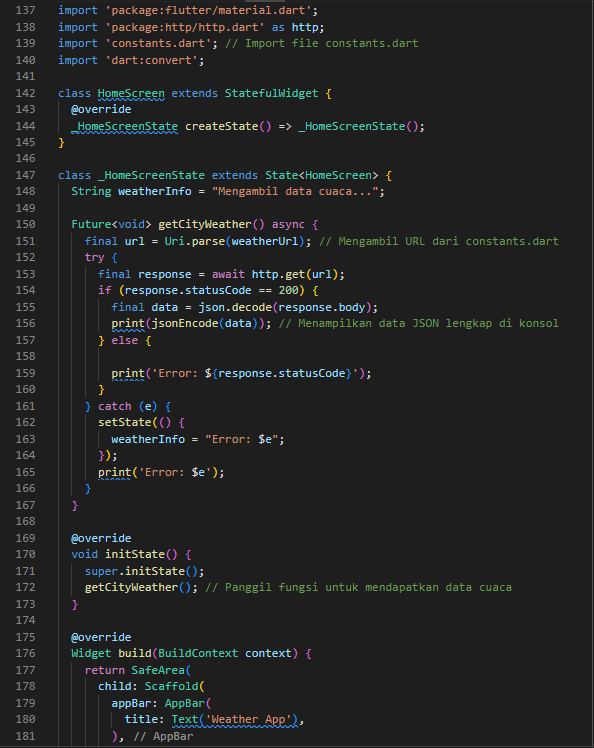 137 import 'package:flutter/material.dart';
138 import 'package:http/http.dart' as http;
139 import 'constants.dart'; // Import file constants.dart
140 import 'dart:convert';
141
142 class HomeScreen extends StatefulWidget {
143   @override
144   _HomeScreenState createState() => _HomeScreenState();
145 }
146
147 class _HomeScreenState extends State<HomeScreen> {
148   String weatherInfo = "Mengambil data cuaca...";
149
150   Future<void> getCityWeather() async {
151     final url = Uri.parse(weatherUrl); // Mengambil URL dari constants.dart
152     try {
153       final response = await http.get(url);
154       if (response.statusCode == 200) {
155         final data = json.decode(response.body);
156         print(jsonEncode(data)); // Menampilkan data JSON lengkap di konsol
157       } else {
158
159         print('Error: ${response.statusCode}');
160       }
161     } catch (e) {
162       setState(() {
163         weatherInfo = "Error: $e";
164       });
165       print('Error: $e');
166     }
167   }
168
169   @override
170   void initState() {
171     super.initState();
172     getCityWeather(); // Panggil fungsi untuk mendapatkan data cuaca
173   }
174
175   @override
176   Widget build(BuildContext context) {
177     return SafeArea(
178       child: Scaffold(
179         appBar: AppBar(
180           title: Text('Weather App'),
181         ), // AppBar